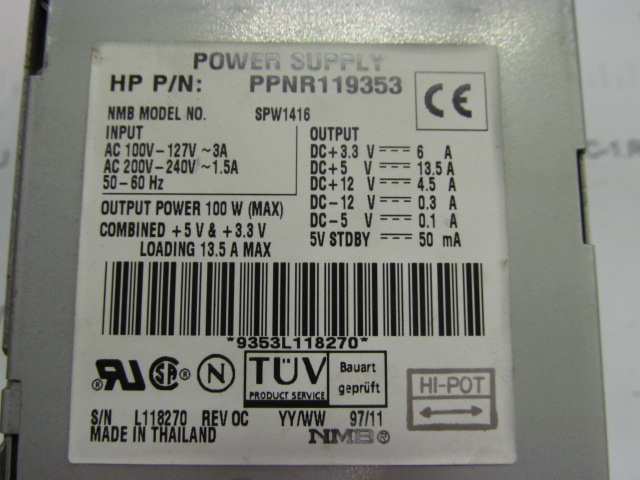 POWER SUPPLY
HP P/N: PPNR119353
CE
NMB MODEL NO. SPW1416
INPUT
AC 100V-127V ~3A
AC 200V-240V ~1.5A
50-60 Hz
OUTPUT
DC+3.3 V 6 A
DC+5 V 13.5 A
DC+12 V 4.5 A
DC-12 V 0.3 A
DC-5 V 0.1 A
5V STDBY 50 mA
OUTPUT POWER 100 W (MAX)
COMBINED +5 V & +3.3 V
LOADING 13.5 A MAX
*9353L118270*
N
TÜV
PRODUCT SERVICE
Bauart
geprüft
HI-POT
S/N L118270 REV OC YY/WW 97/11
MADE IN THAILAND
NMB®